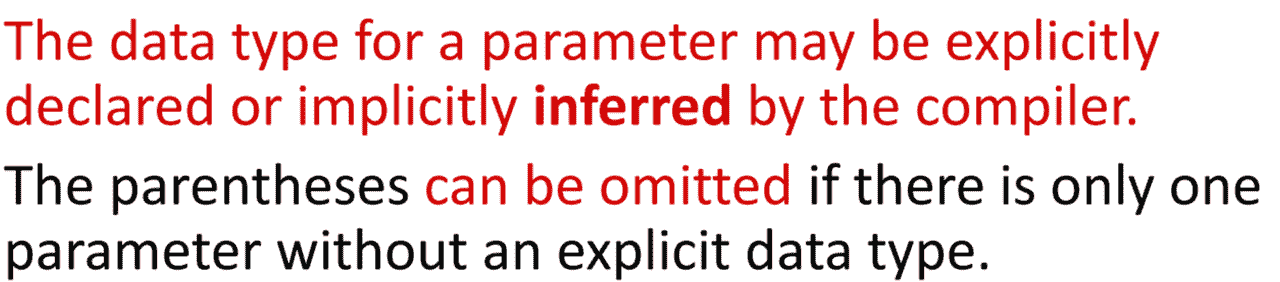 The data type for a parameter may be explicitly
declared or implicitly inferred by the compiler.
The parentheses can be omitted if there is only one
parameter without an explicit data type.